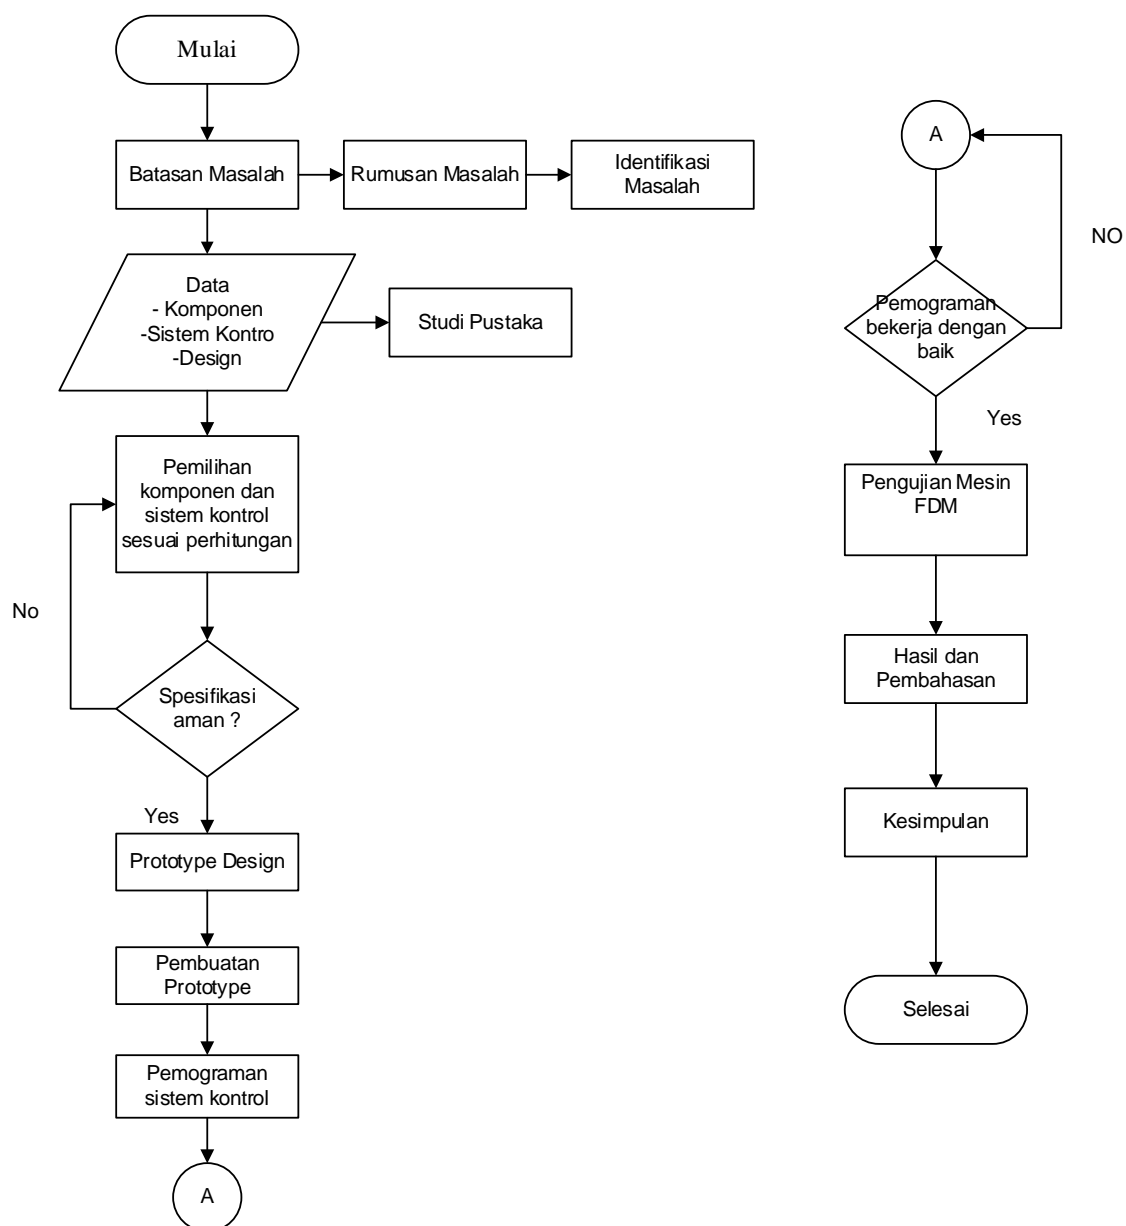 Mulai
Batasan Masalah
Rumusan Masalah
Identifikasi
Masalah
Data
- Komponen
-Sistem Kontro
-Design
Studi Pustaka
Pemilihan
komponen dan
sistem kontrol
sesuai perhitungan
No
Spesifikasi
aman ?
Yes
Prototype Design
Pembuatan
Prototype
Pemograman
sistem kontrol
A
A
NO
Pemograman
bekerja dengan
baik
Yes
Pengujian Mesin
FDM
Hasil dan
Pembahasan
Kesimpulan
Selesai